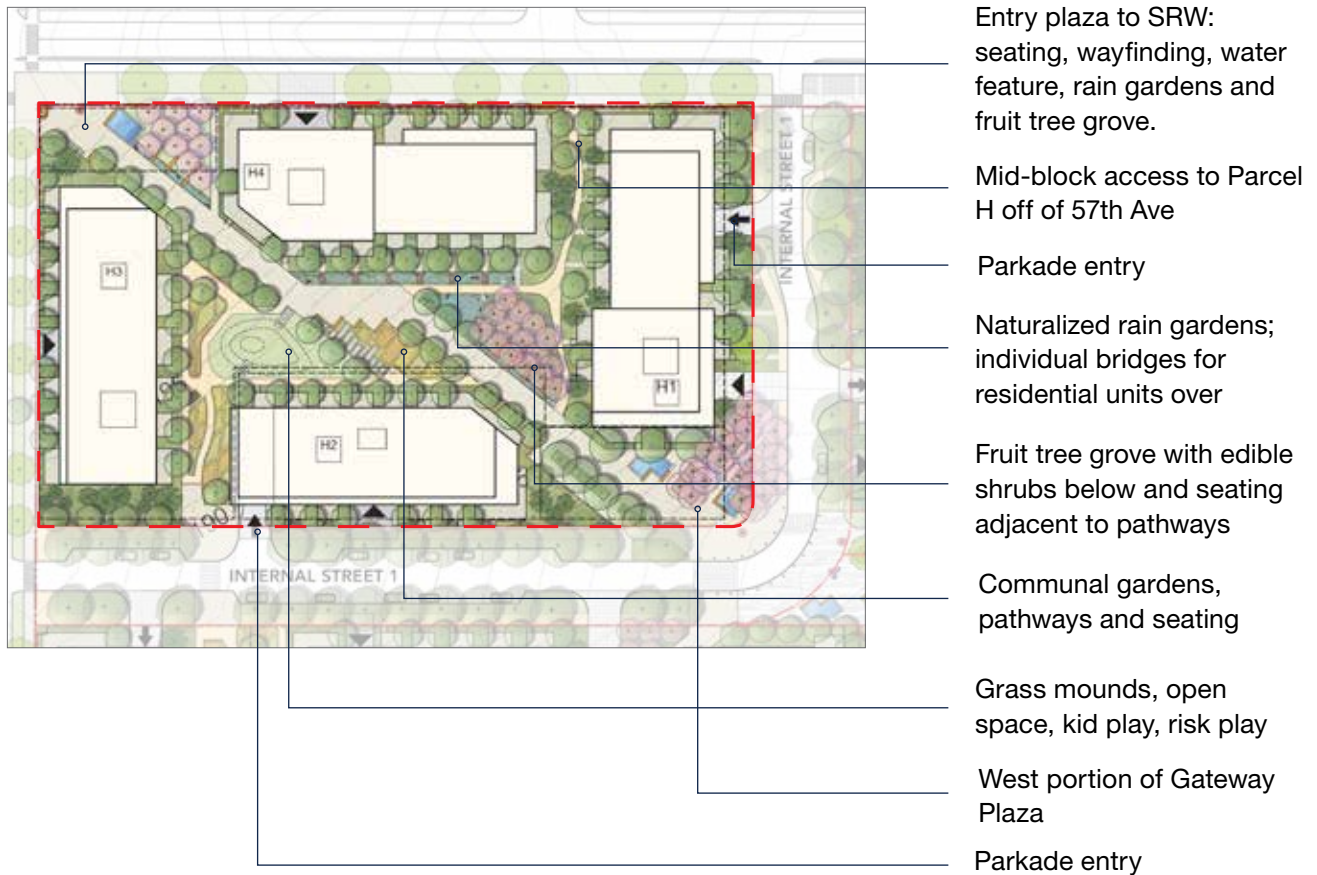 Entry plaza to SRW:
seating, wayfinding, water
feature, rain gardens and
fruit tree grove.
Mid-block access to Parcel
H off of 57th Ave
Parkade entry
Naturalized rain gardens;
individual bridges for
residential units over
Fruit tree grove with edible
shrubs below and seating
adjacent to pathways
Communal gardens,
pathways and seating
Grass mounds, open
space, kid play, risk play
West portion of Gateway
Plaza
Parkade entry
H4
H3
H1
H2
INTERNAL STREET 1
INTERNAL STREET 1
190